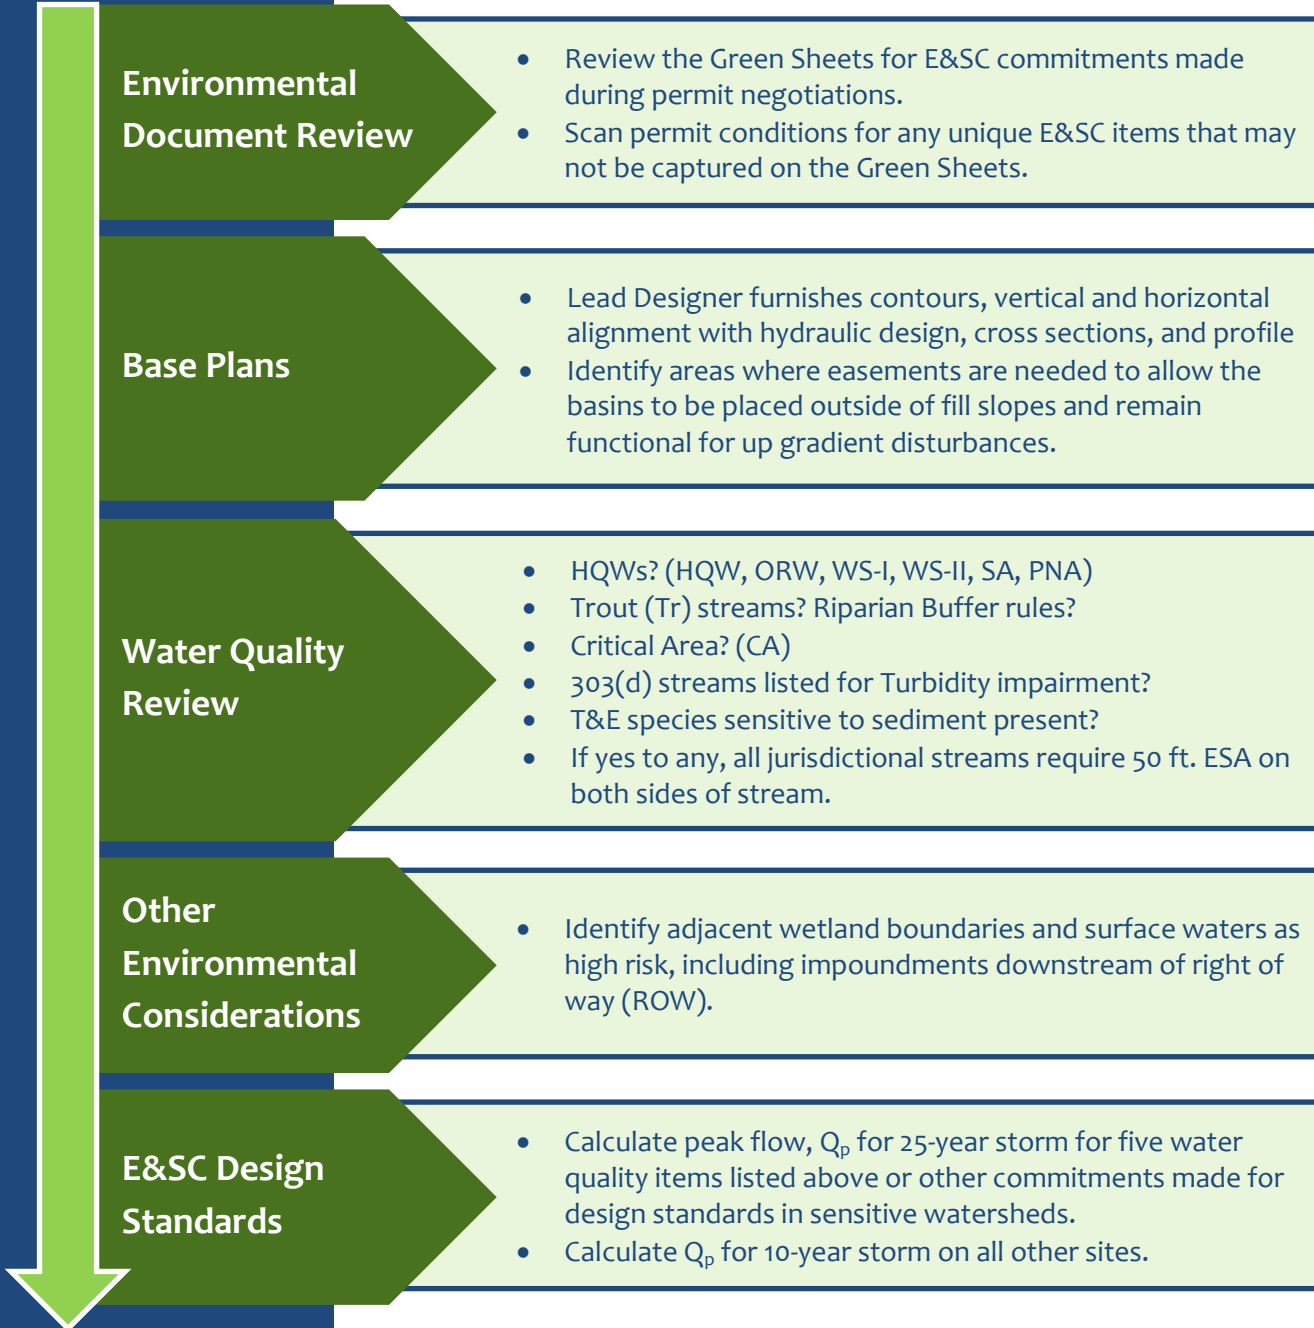 Environmental
Document Review
• Review the Green Sheets for E&SC commitments made
during permit negotiations.
• Scan permit conditions for any unique E&SC items that may
not be captured on the Green Sheets.
Base Plans
• Lead Designer furnishes contours, vertical and horizontal
alignment with hydraulic design, cross sections, and profile
• Identify areas where easements are needed to allow the
basins to be placed outside of fill slopes and remain
functional for up gradient disturbances.
Water Quality
Review
• HQWs? (HQW, ORW, WS-I, WS-II, SA, PNA)
• Trout (Tr) streams? Riparian Buffer rules?
• Critical Area? (CA)
• 303(d) streams listed for Turbidity impairment?
• T&E species sensitive to sediment present?
• If yes to any, all jurisdictional streams require 50 ft. ESA on
both sides of stream.
Other
Environmental
Considerations
• Identify adjacent wetland boundaries and surface waters as
high risk, including impoundments downstream of right of
way (ROW).
E&SC Design
Standards
• Calculate peak flow, Qp for 25-year storm for five water
quality items listed above or other commitments made for
design standards in sensitive watersheds.
• Calculate Qp for 10-year storm on all other sites.